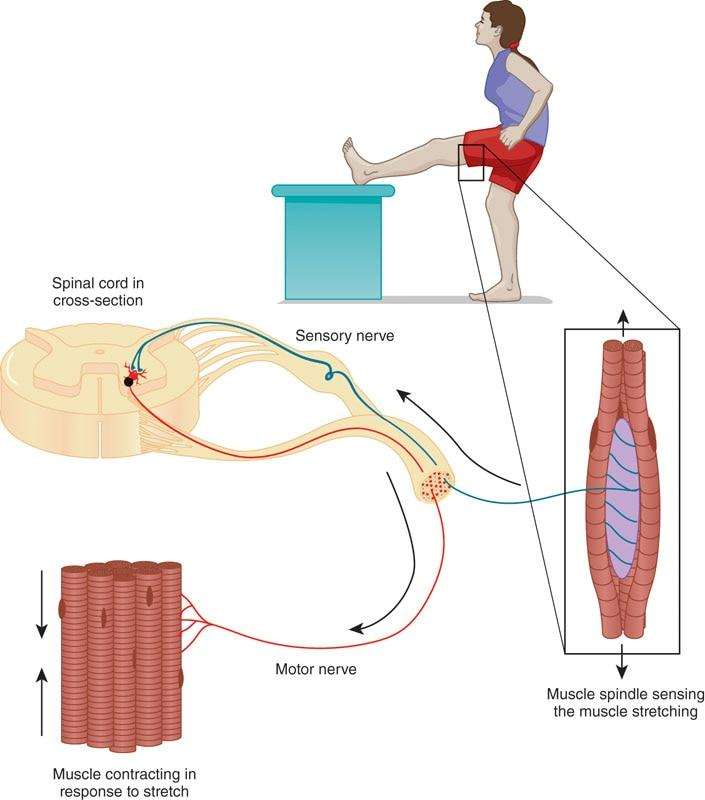 Spinal cord in
cross-section
Sensory nerve
Motor nerve
Muscle spindle sensing
the muscle stretching
Muscle contracting in
response to stretch